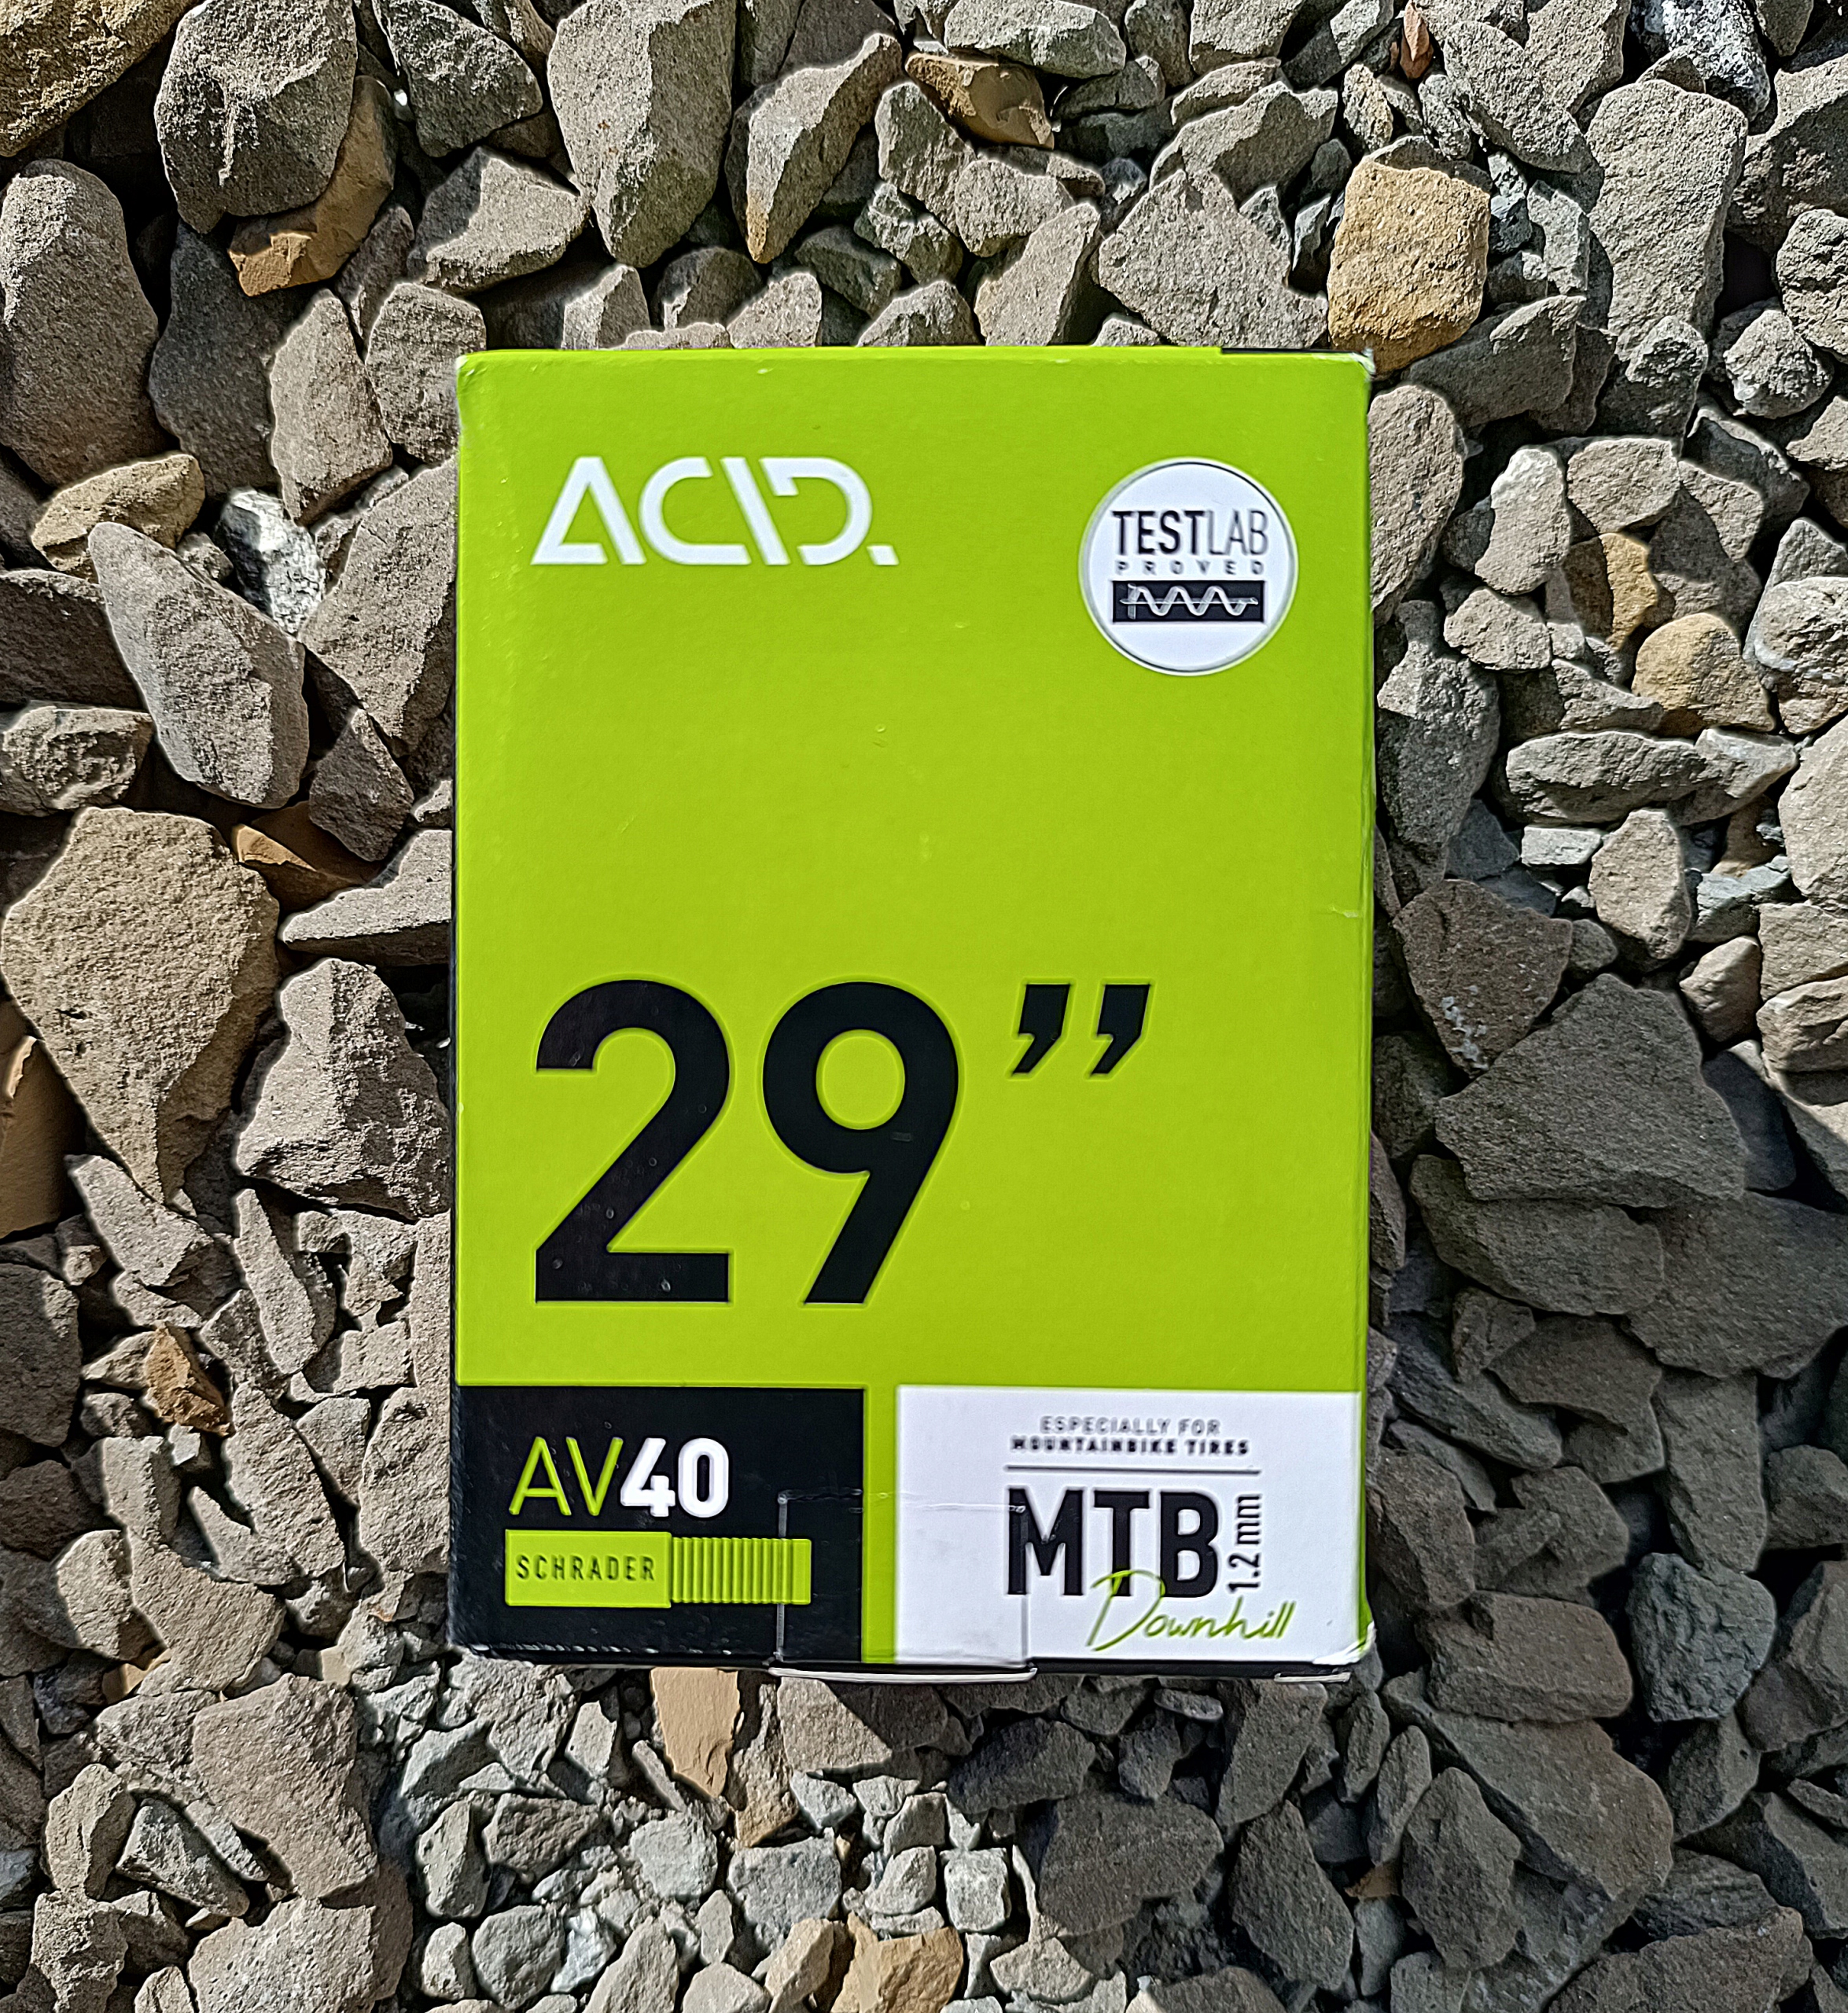 ACID.
TESTLAB
PROVED
29”
AV40
SCHRADER
ESPECIALLY FOR
MOUNTAINBIKE TIRES
MTB 1.2 mm
Downhill